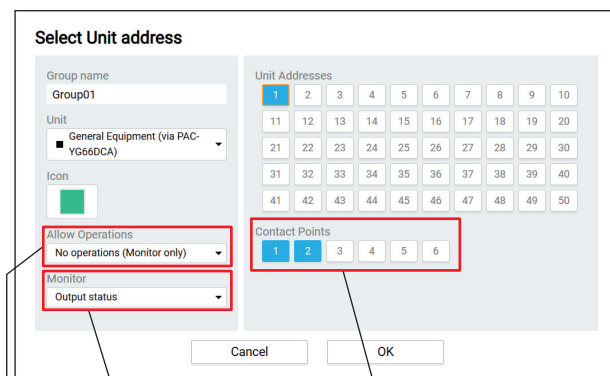 Select Unit address
Group name
Group01
Unit
General Equipment (via PAC-
YG66DCA)
Icon
Allow Operations
No operations (Monitor only)
Monitor
Output status
Unit Addresses
1 2 3 4 5 6 7 8 9 10
11 12 13 14 15 16 17 18 19 20
21 22 23 24 25 26 27 28 29 30
31 32 33 34 35 36 37 38 39 40
41 42 43 44 45 46 47 48 49 50
Contact Points
1 2 3 4 5 6
Cancel OK